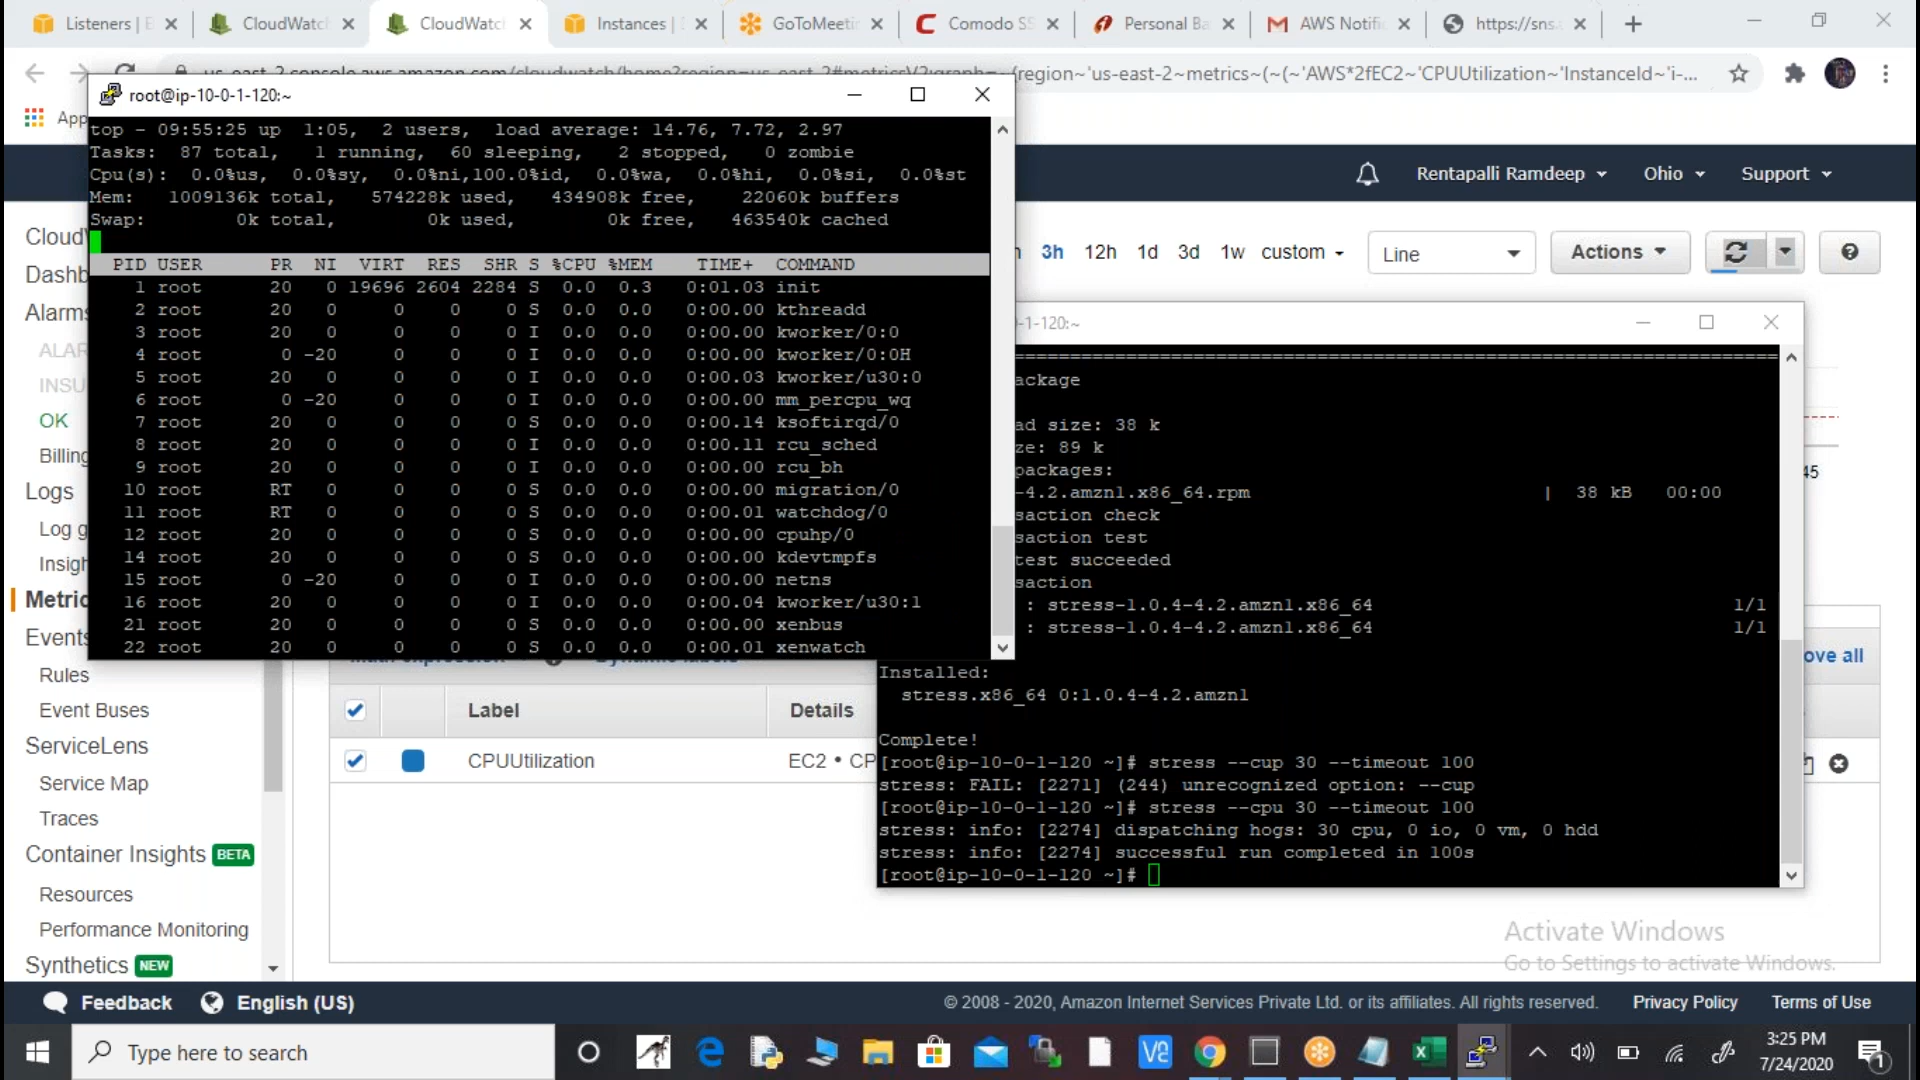 Listeners | E
CloudWatc
CloudWatc
Instances |
GoToMeetin
Comodo SS
Personal Ba
AWS Notific
https://sns.
us-east-2.console.aws.amazon.com/cloudwatch/home?region=us-east-2#metricsV2:graph=~(region~'us-east-2~metrics~(~(~'AWS*2fEC2~'CPUUtilization~'InstanceId~'i-...
App
root@ip-10-0-1-120:~
top - 09:55:25 up  1:05,  2 users,  load average: 14.76, 7.72, 2.97
Tasks:  87 total,   1 running,  60 sleeping,   2 stopped,   0 zombie
Cpu(s):  0.0%us,  0.0%sy,  0.0%ni,100.0%id,  0.0%wa,  0.0%hi,  0.0%si,  0.0%st
Mem:   1009136k total,   574228k used,   434908k free,    22060k buffers
Swap:        0k total,        0k used,        0k free,   463540k cached
PID USER      PR  NI  VIRT  RES  SHR S %CPU %MEM    TIME+  COMMAND
1 root      20   0 19696 2604 2284 S  0.0  0.3   0:01.03 init
2 root      20   0     0    0    0 S  0.0  0.0   0:00.00 kthreadd
3 root      20   0     0    0    0 I  0.0  0.0   0:00.00 kworker/0:0
4 root       0 -20     0    0    0 I  0.0  0.0   0:00.00 kworker/0:0H
5 root      20   0     0    0    0 I  0.0  0.0   0:00.03 kworker/u30:0
6 root       0 -20     0    0    0 I  0.0  0.0   0:00.00 mm_percpu_wq
7 root      20   0     0    0    0 S  0.0  0.0   0:00.14 ksoftirqd/0
8 root      20   0     0    0    0 I  0.0  0.0   0:00.11 rcu_sched
9 root      20   0     0    0    0 I  0.0  0.0   0:00.00 rcu_bh
10 root      RT   0     0    0    0 S  0.0  0.0   0:00.00 migration/0
11 root      RT   0     0    0    0 S  0.0  0.0   0:00.01 watchdog/0
12 root      20   0     0    0    0 S  0.0  0.0   0:00.00 cpuhp/0
14 root      20   0     0    0    0 S  0.0  0.0   0:00.00 kdevtmpfs
15 root       0 -20     0    0    0 I  0.0  0.0   0:00.00 netns
16 root      20   0     0    0    0 I  0.0  0.0   0:00.04 kworker/u30:1
21 root      20   0     0    0    0 S  0.0  0.0   0:00.00 xenbus
22 root      20   0     0    0    0 S  0.0  0.0   0:00.01 xenwatch
Rentapalli Ramdeep
Ohio
Support
3h 12h 1d 3d 1w custom
Line
Actions
-1-120:~
ackage
ad size: 38 k
ze: 89 k
packages:
-4.2.amzn1.x86_64.rpm | 38 kB 00:00
saction check
saction test
test succeeded
saction
: stress-1.0.4-4.2.amzn1.x86_64 1/1
: stress-1.0.4-4.2.amzn1.x86_64 1/1
Installed:
stress.x86_64 0:1.0.4-4.2.amzn1
Complete!
[root@ip-10-0-1-120 ~]# stress --cup 30 --timeout 100
stress: FAIL: [2271] (244) unrecognized option: --cup
[root@ip-10-0-1-120 ~]# stress --cpu 30 --timeout 100
stress: info: [2274] dispatching hogs: 30 cpu, 0 io, 0 vm, 0 hdd
stress: info: [2274] successful run completed in 100s
[root@ip-10-0-1-120 ~]#
45
ove all
Cloud
Dashb
Alarms
ALAR
INSU
OK
Billing
Logs
Log g
Insigh
Metric
Events
Rules
Event Buses
ServiceLens
Service Map
Traces
Container Insights BETA
Resources
Performance Monitoring
Synthetics NEW
Label
Details
CPUUtilization
EC2 • CP
Activate Windows
Go to Settings to activate Windows.
Feedback
English (US)
© 2008 - 2020, Amazon Internet Services Private Ltd. or its affiliates. All rights reserved.
Privacy Policy
Terms of Use
Type here to search
3:25 PM
7/24/2020
1